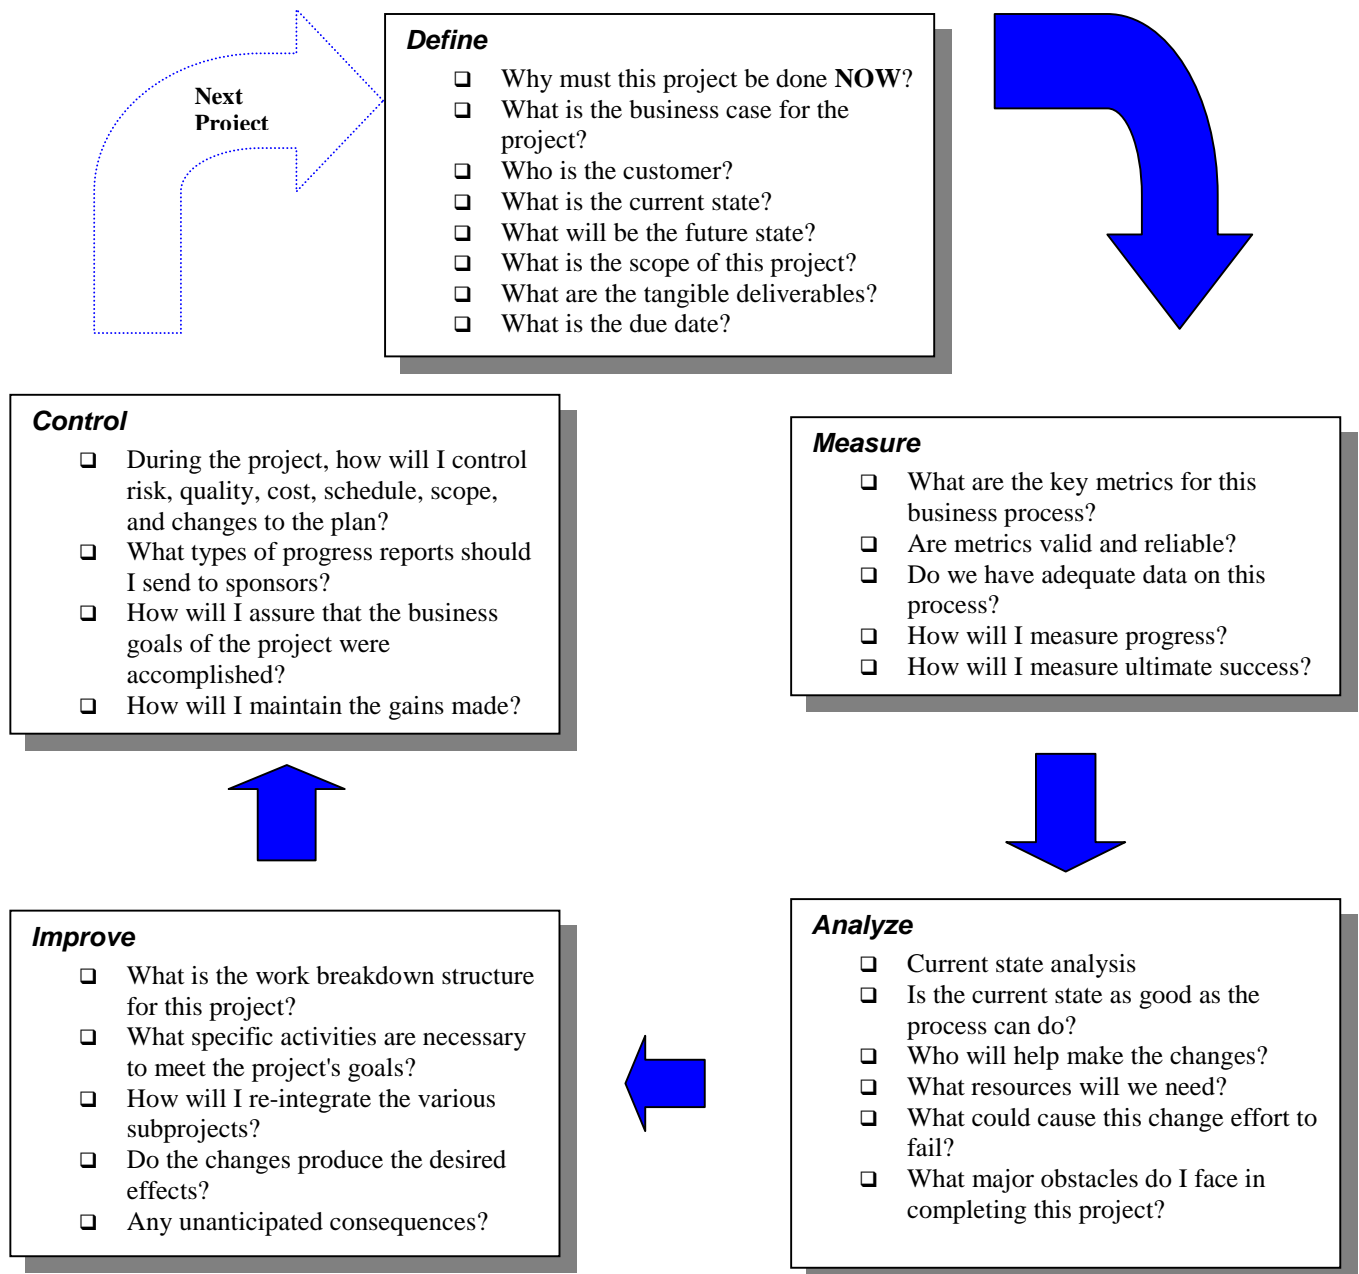 Next
Project
Define
❑ Why must this project be done NOW?
❑ What is the business case for the
project?
❑ Who is the customer?
❑ What is the current state?
❑ What will be the future state?
❑ What is the scope of this project?
❑ What are the tangible deliverables?
❑ What is the due date?
Measure
❑ What are the key metrics for this
business process?
❑ Are metrics valid and reliable?
❑ Do we have adequate data on this
process?
❑ How will I measure progress?
❑ How will I measure ultimate success?
Analyze
❑ Current state analysis
❑ Is the current state as good as the
process can do?
❑ Who will help make the changes?
❑ What resources will we need?
❑ What could cause this change effort to
fail?
❑ What major obstacles do I face in
completing this project?
Improve
❑ What is the work breakdown structure
for this project?
❑ What specific activities are necessary
to meet the project's goals?
❑ How will I re-integrate the various
subprojects?
❑ Do the changes produce the desired
effects?
❑ Any unanticipated consequences?
Control
❑ During the project, how will I control
risk, quality, cost, schedule, scope,
and changes to the plan?
❑ What types of progress reports should
I send to sponsors?
❑ How will I assure that the business
goals of the project were
accomplished?
❑ How will I maintain the gains made?